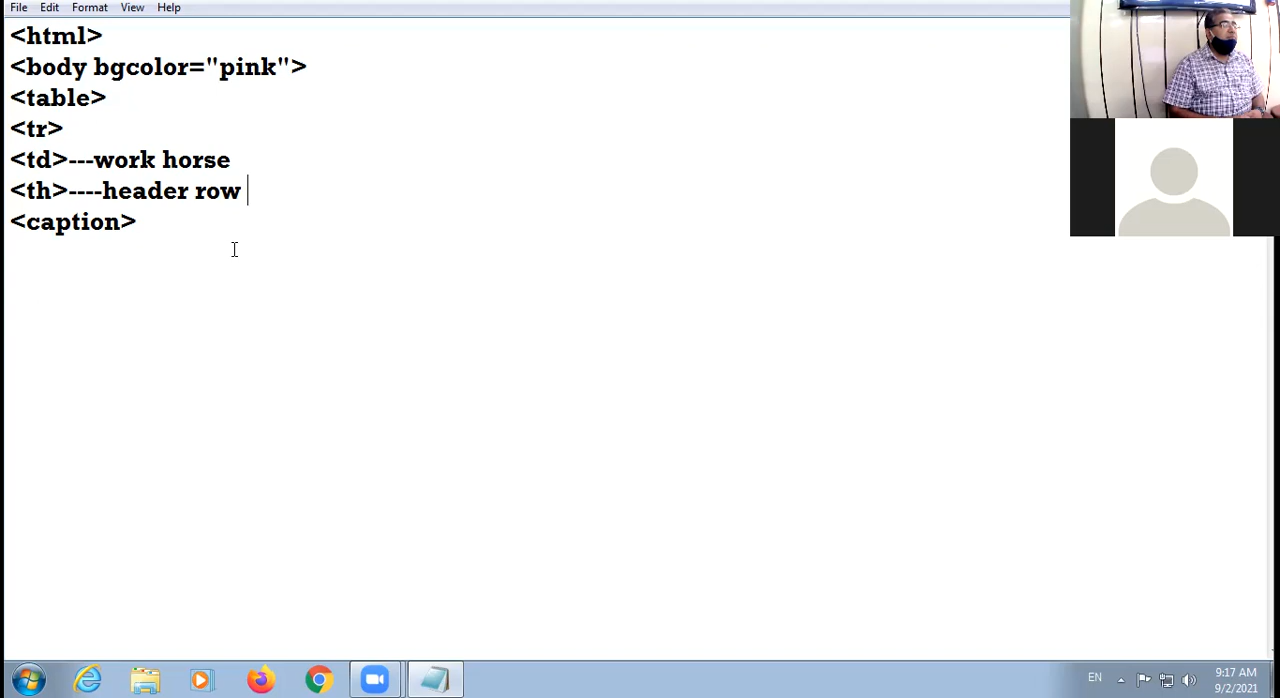 File Edit Format View Help
<html>
<body bgcolor="pink">
<table>
<tr>
<td>---work horse
<th>----header row
<caption>
EN
9:17 AM
9/2/2021